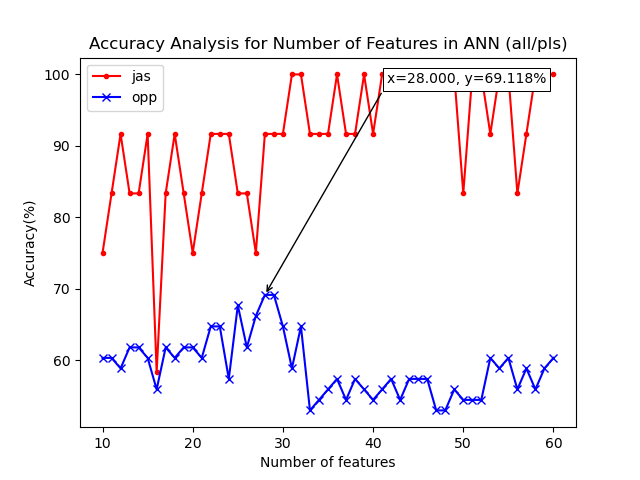 Accuracy Analysis for Number of Features in ANN (all/pls)
100
90
80
70
60
Accuracy(%)
jas
opp
x=28.000, y=69.118%
10 20 30 40 50 60
Number of features